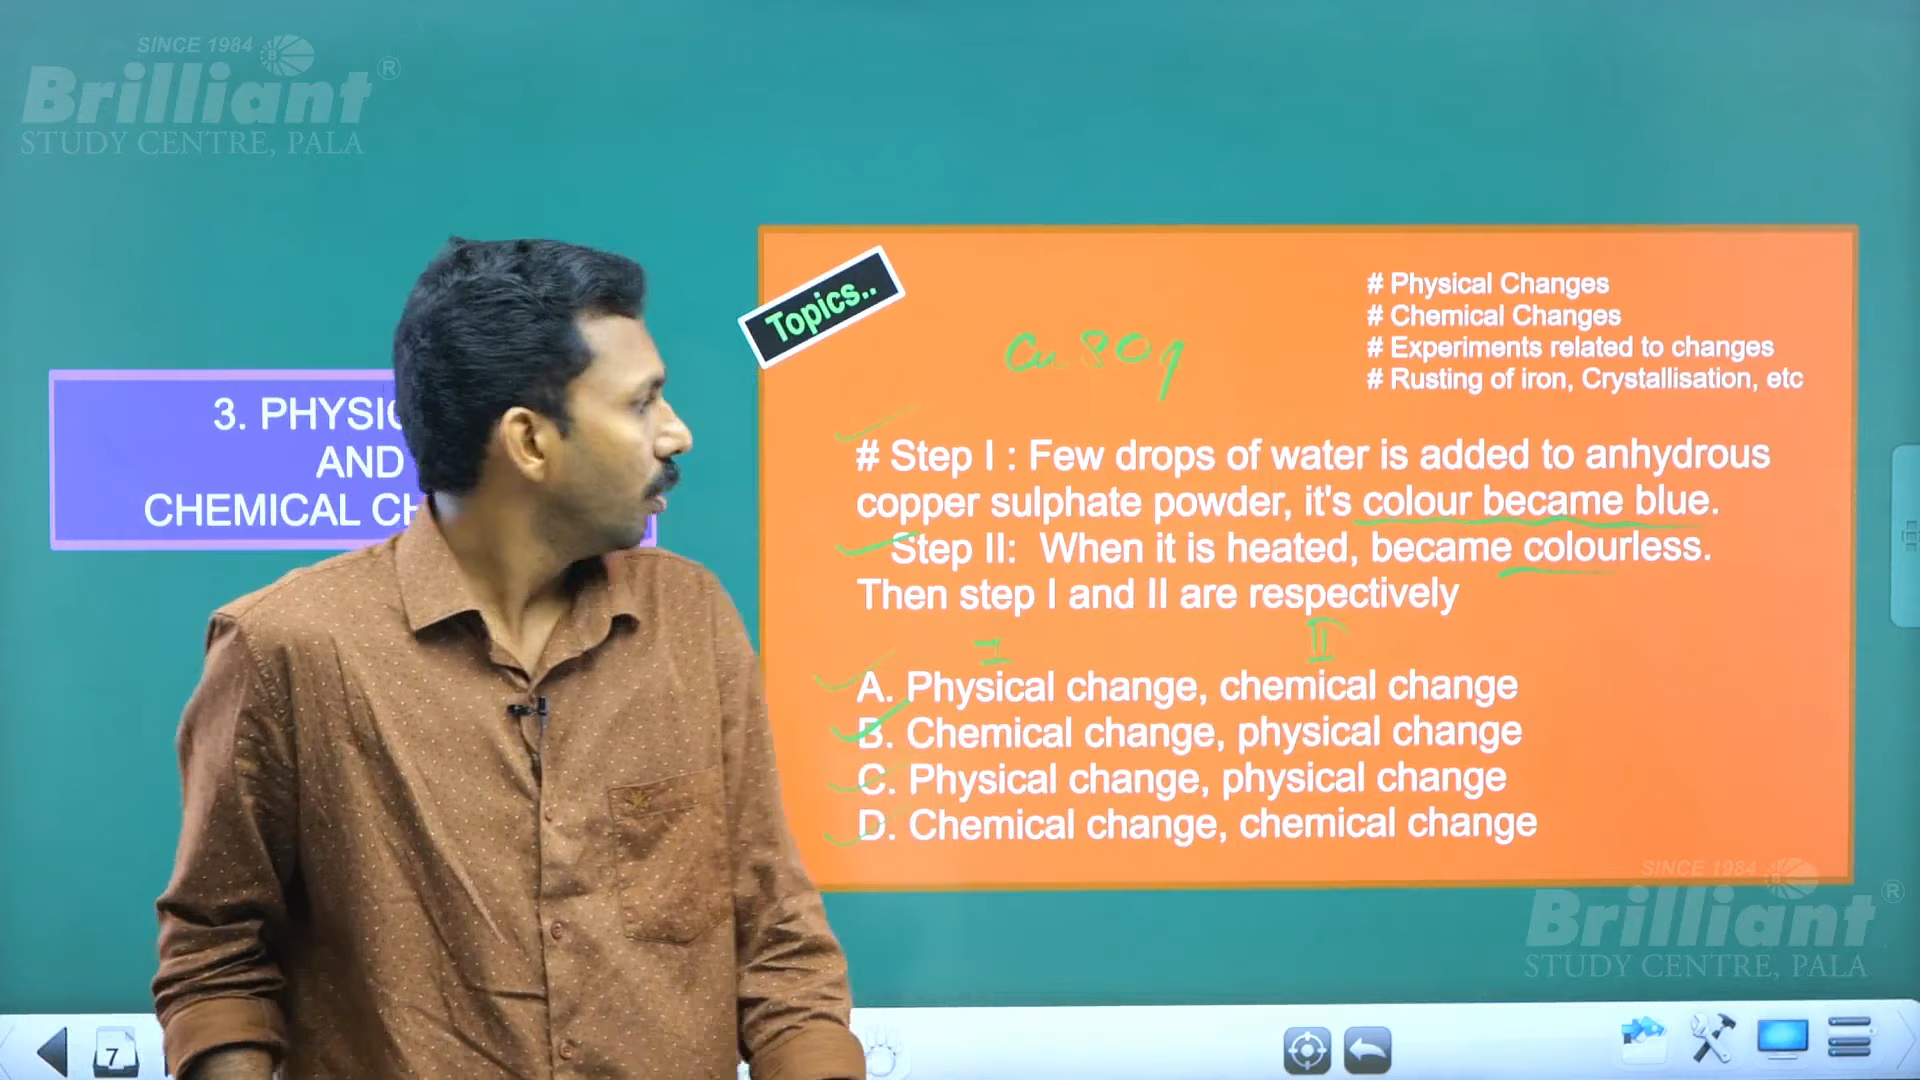 SINCE 1984
Brilliant®
STUDY CENTRE, PALA
Topics..
# Physical Changes
# Chemical Changes
# Experiments related to changes
# Rusting of iron, Crystallisation, etc
3. PHYSIC
AND
CHEMICAL CH
# Step I : Few drops of water is added to anhydrous
copper sulphate powder, it's colour became blue.
Step II: When it is heated, became colourless.
Then step I and II are respectively
I II
A. Physical change, chemical change
B. Chemical change, physical change
C. Physical change, physical change
D. Chemical change, chemical change
SINCE 1984
Brilliant®
STUDY CENTRE, PALA
7